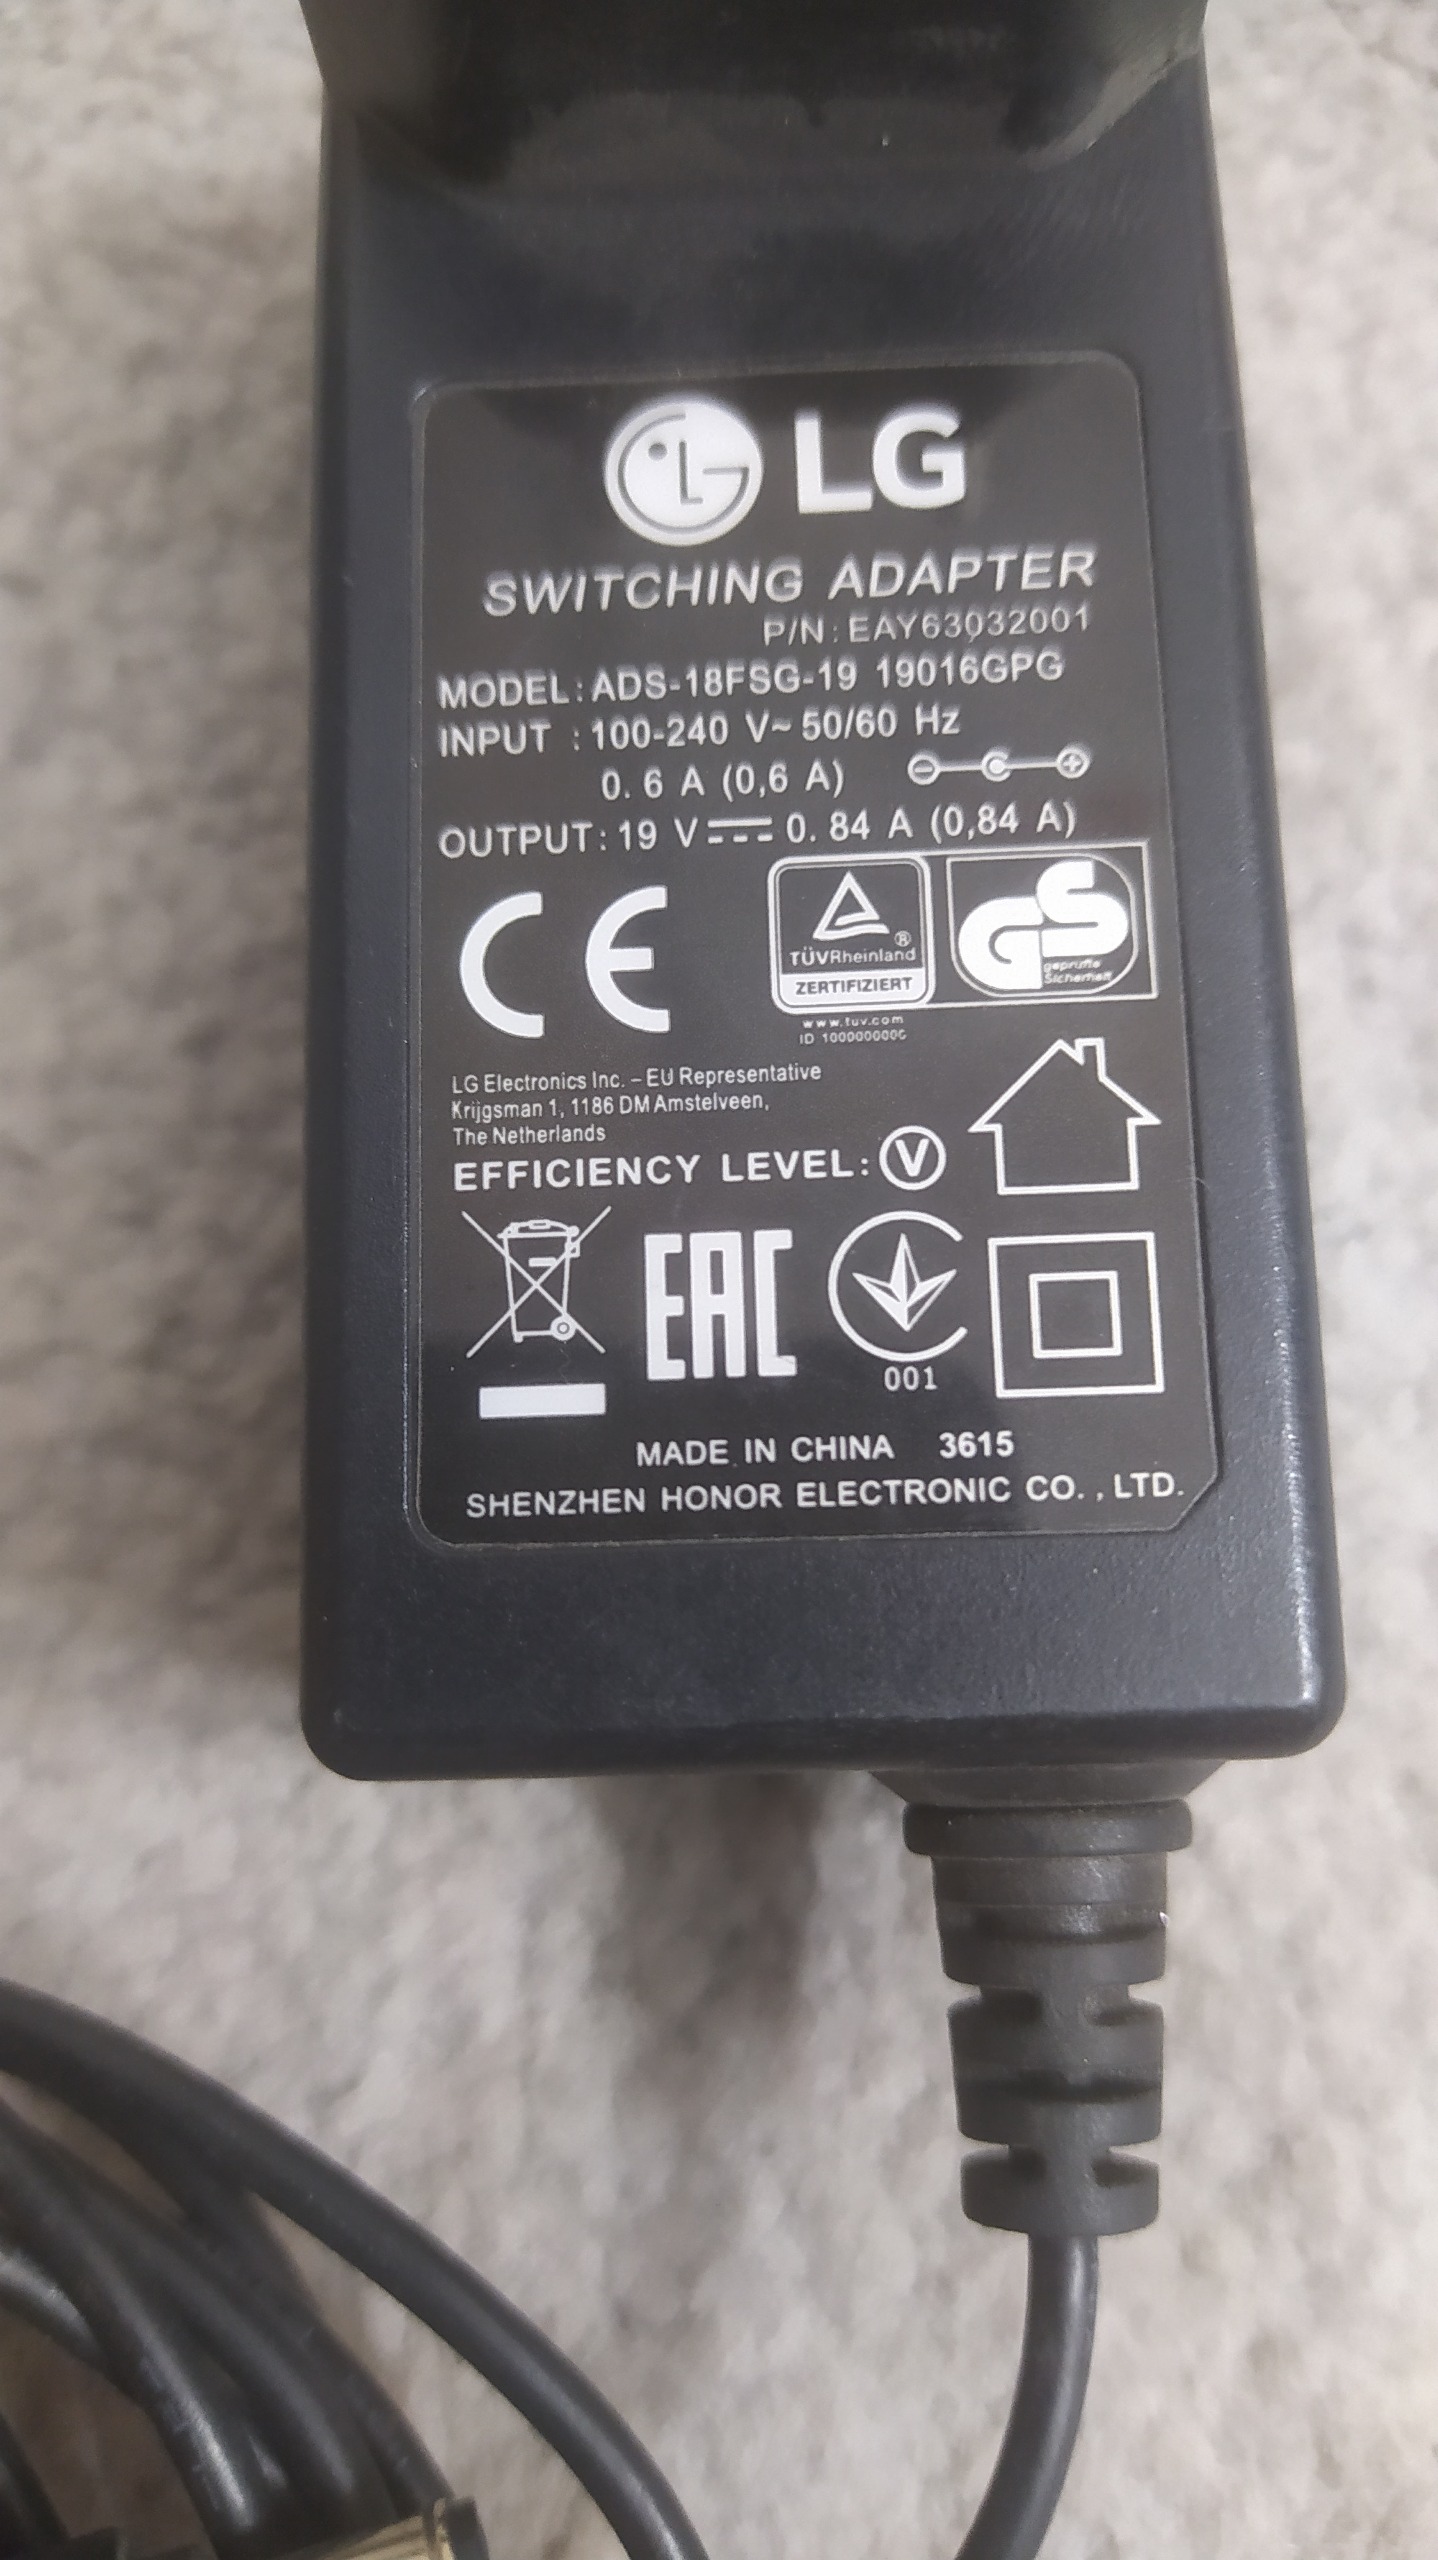 LG
SWITCHING ADAPTER
P/N: EAY63032001
MODEL: ADS-18FSG-19 19016GPG
INPUT : 100-240 V~ 50/60 Hz
0. 6 A (0,6 A)
OUTPUT: 19 V⎓ 0. 84 A (0,84 A)
CE
TÜVRheinland®
ZERTIFIZIERT
GS
geprüfte
Sicherheit
www.tuv.com
ID
LG Electronics Inc. – EU Representative
Krijgsman 1, 1186 DM Amstelveen,
The Netherlands
EFFICIENCY LEVEL: V
EAC
001
MADE IN CHINA 3615
SHENZHEN HONOR ELECTRONIC CO. , LTD.